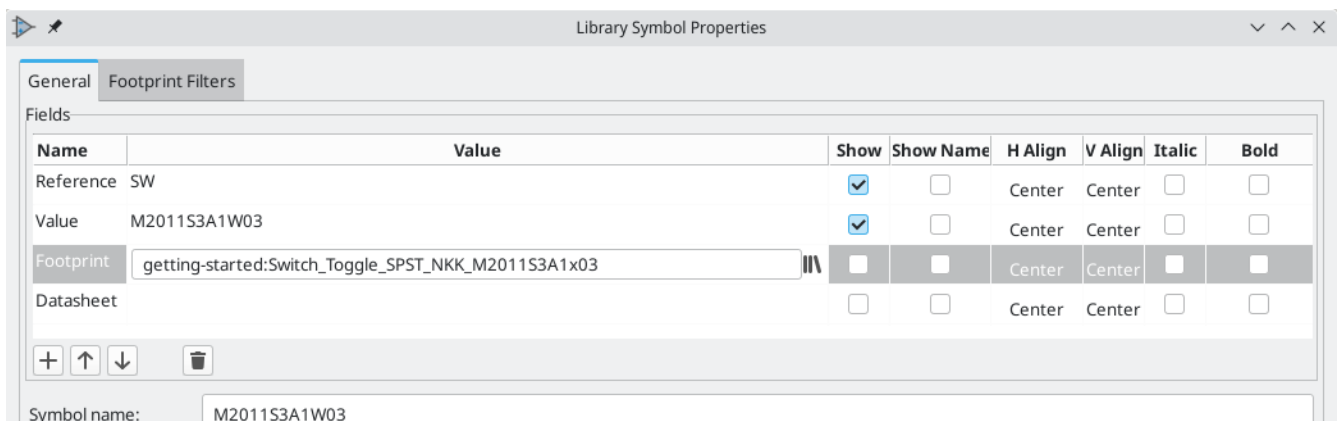 Library Symbol Properties
General Footprint Filters
Fields
Name Value Show Show Name H Align V Align Italic Bold
Reference SW Center Center
Value M2011S3A1W03 Center Center
Footprint getting-started:Switch_Toggle_SPST_NKK_M2011S3A1x03 Center Center
Datasheet Center Center
Symbol name: M2011S3A1W03